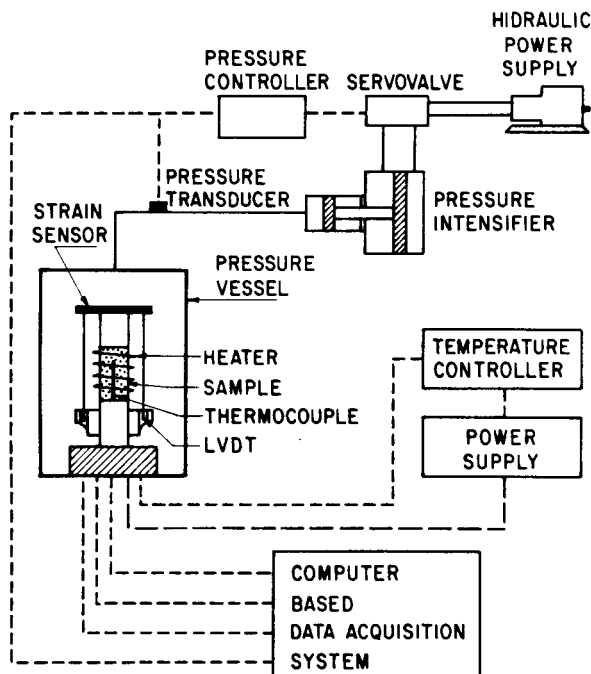 HIDRAULIC
POWER
SUPPLY
PRESSURE
CONTROLLER
SERVOVALVE
PRESSURE
TRANSDUCER
PRESSURE
INTENSIFIER
STRAIN
SENSOR
PRESSURE
VESSEL
HEATER
SAMPLE
THERMOCOUPLE
LVDT
TEMPERATURE
CONTROLLER
POWER
SUPPLY
COMPUTER
BASED
DATA ACQUISITION
SYSTEM